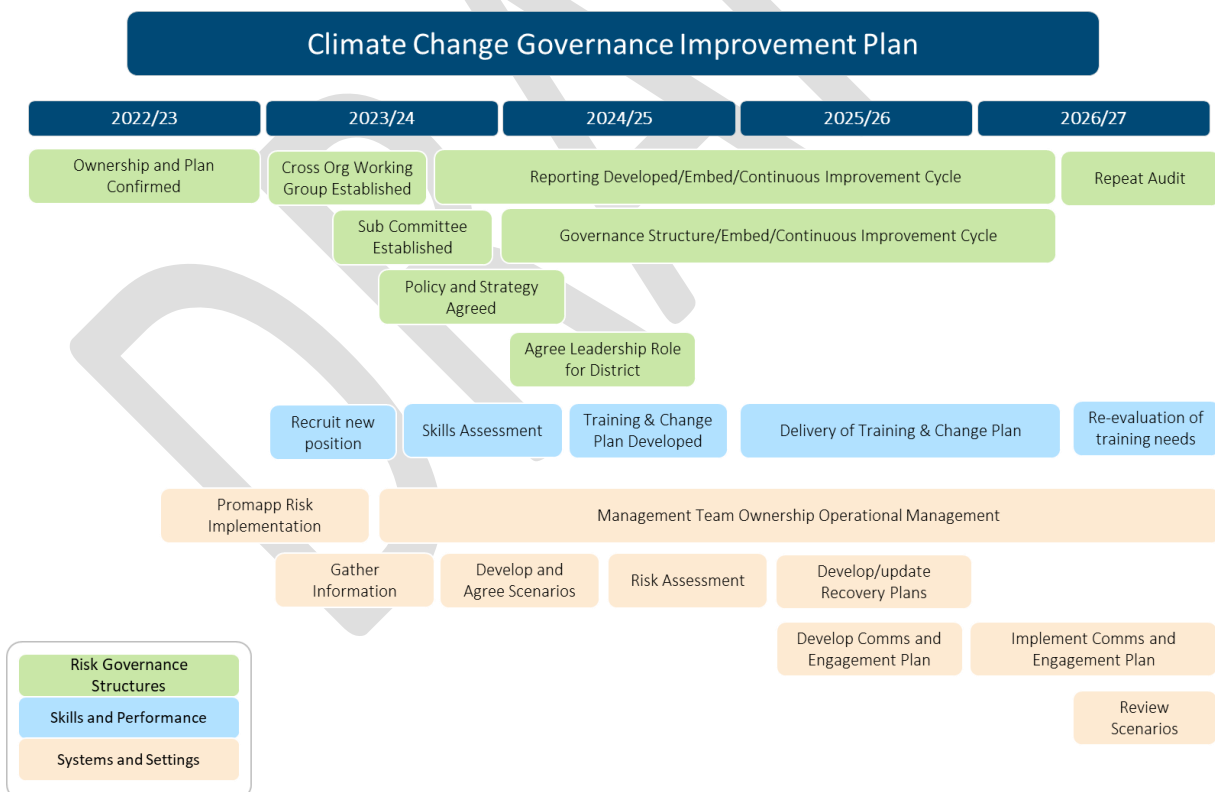 Climate Change Governance Improvement Plan
2022/23
2023/24
2024/25
2025/26
2026/27
Ownership and Plan
Confirmed
Cross Org Working
Group Established
Reporting Developed/Embed/Continuous Improvement Cycle
Repeat Audit
Sub Committee
Established
Governance Structure/Embed/Continuous Improvement Cycle
Policy and Strategy
Agreed
Agree Leadership Role
for District
Recruit new
position
Skills Assessment
Training & Change
Plan Developed
Delivery of Training & Change Plan
Re-evaluation of
training needs
Promapp Risk
Implementation
Management Team Ownership Operational Management
Gather
Information
Develop and
Agree Scenarios
Risk Assessment
Develop/update
Recovery Plans
Develop Comms and
Engagement Plan
Implement Comms and
Engagement Plan
Review
Scenarios
Risk Governance
Structures
Skills and Performance
Systems and Settings